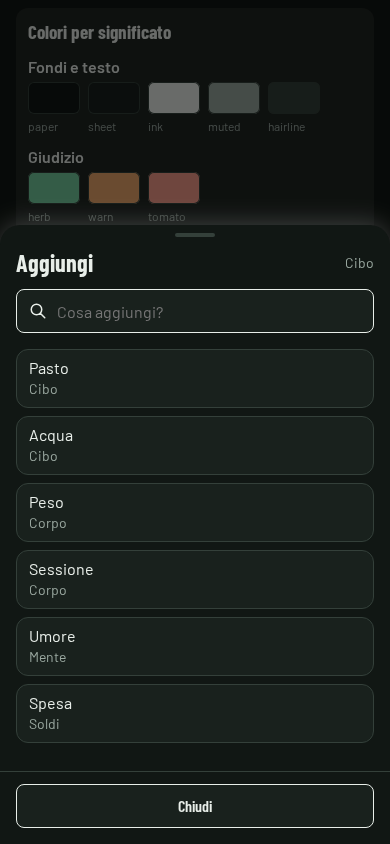 Colori per significato
Fondi e testo
paper sheet ink muted hairline
Giudizio
herb warn tomato
Aggiungi Cibo
Cosa aggiungi?
Pasto
Cibo
Acqua
Cibo
Peso
Corpo
Sessione
Corpo
Umore
Mente
Spesa
Soldi
Chiudi